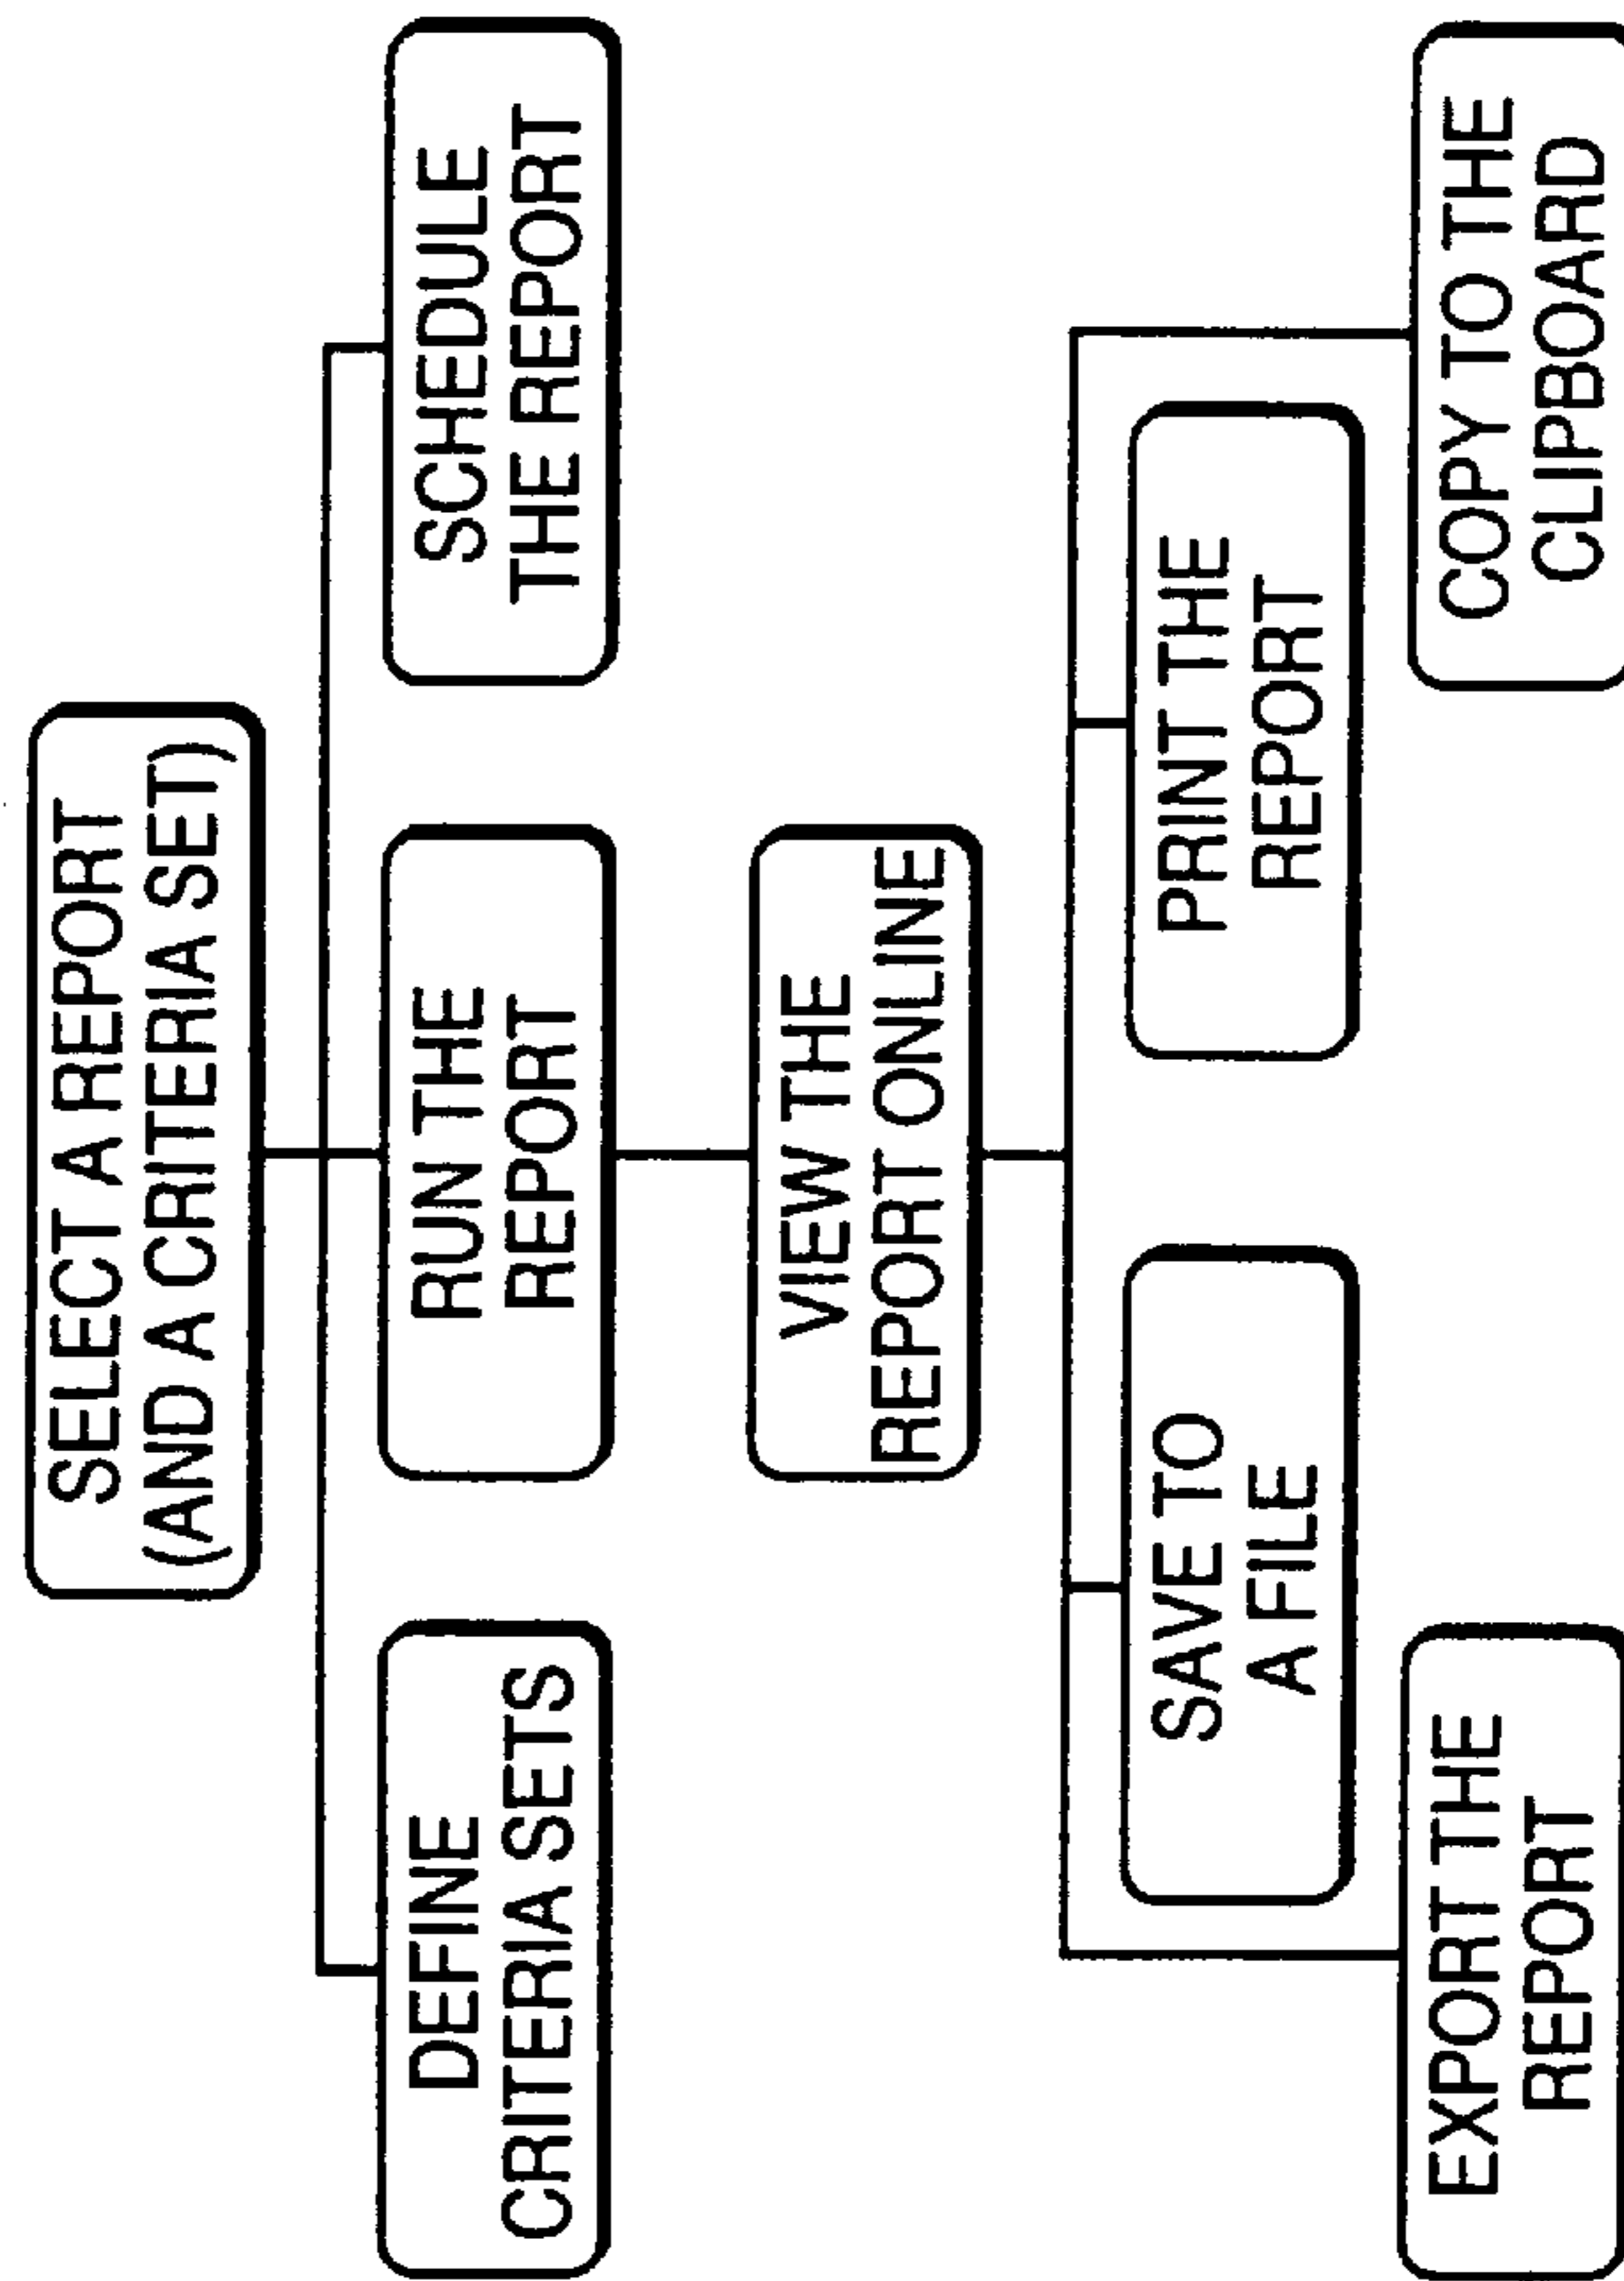 SELECT A REPORT
(AND A CRITERIA SET)
DEFINE
CRITERIA SETS
RUN THE
REPORT
SCHEDULE
THE REPORT
VIEW THE
REPORT ONLINE
SAVE TO
A FILE
PRINT THE
REPORT
EXPORT THE
REPORT
COPY TO THE
CLIPBOARD